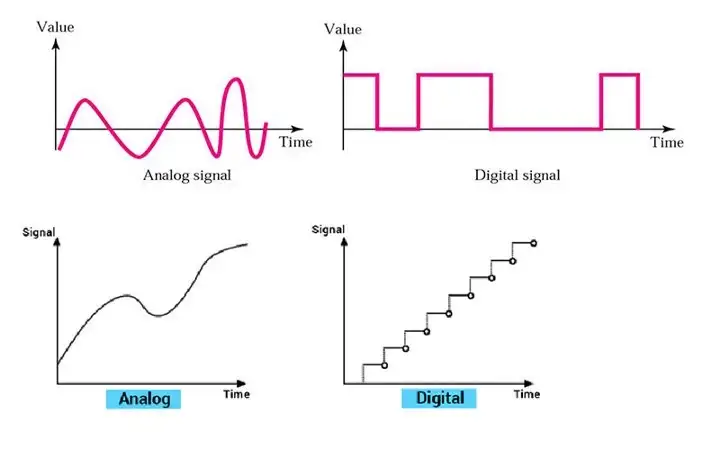 Value
Time
Analog signal
Value
Time
Digital signal
Signal
Time
Analog
Signal
Time
Digital